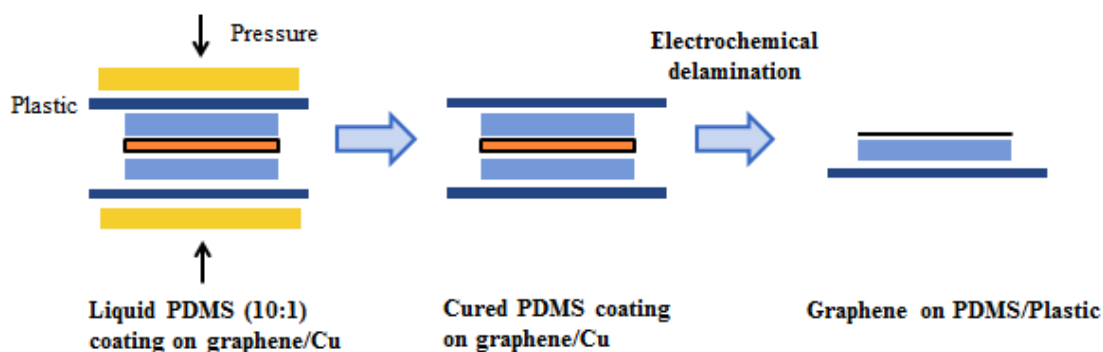 Pressure
Plastic
Electrochemical
delamination
Liquid PDMS (10:1)
coating on graphene/Cu
Cured PDMS coating
on graphene/Cu
Graphene on PDMS/Plastic